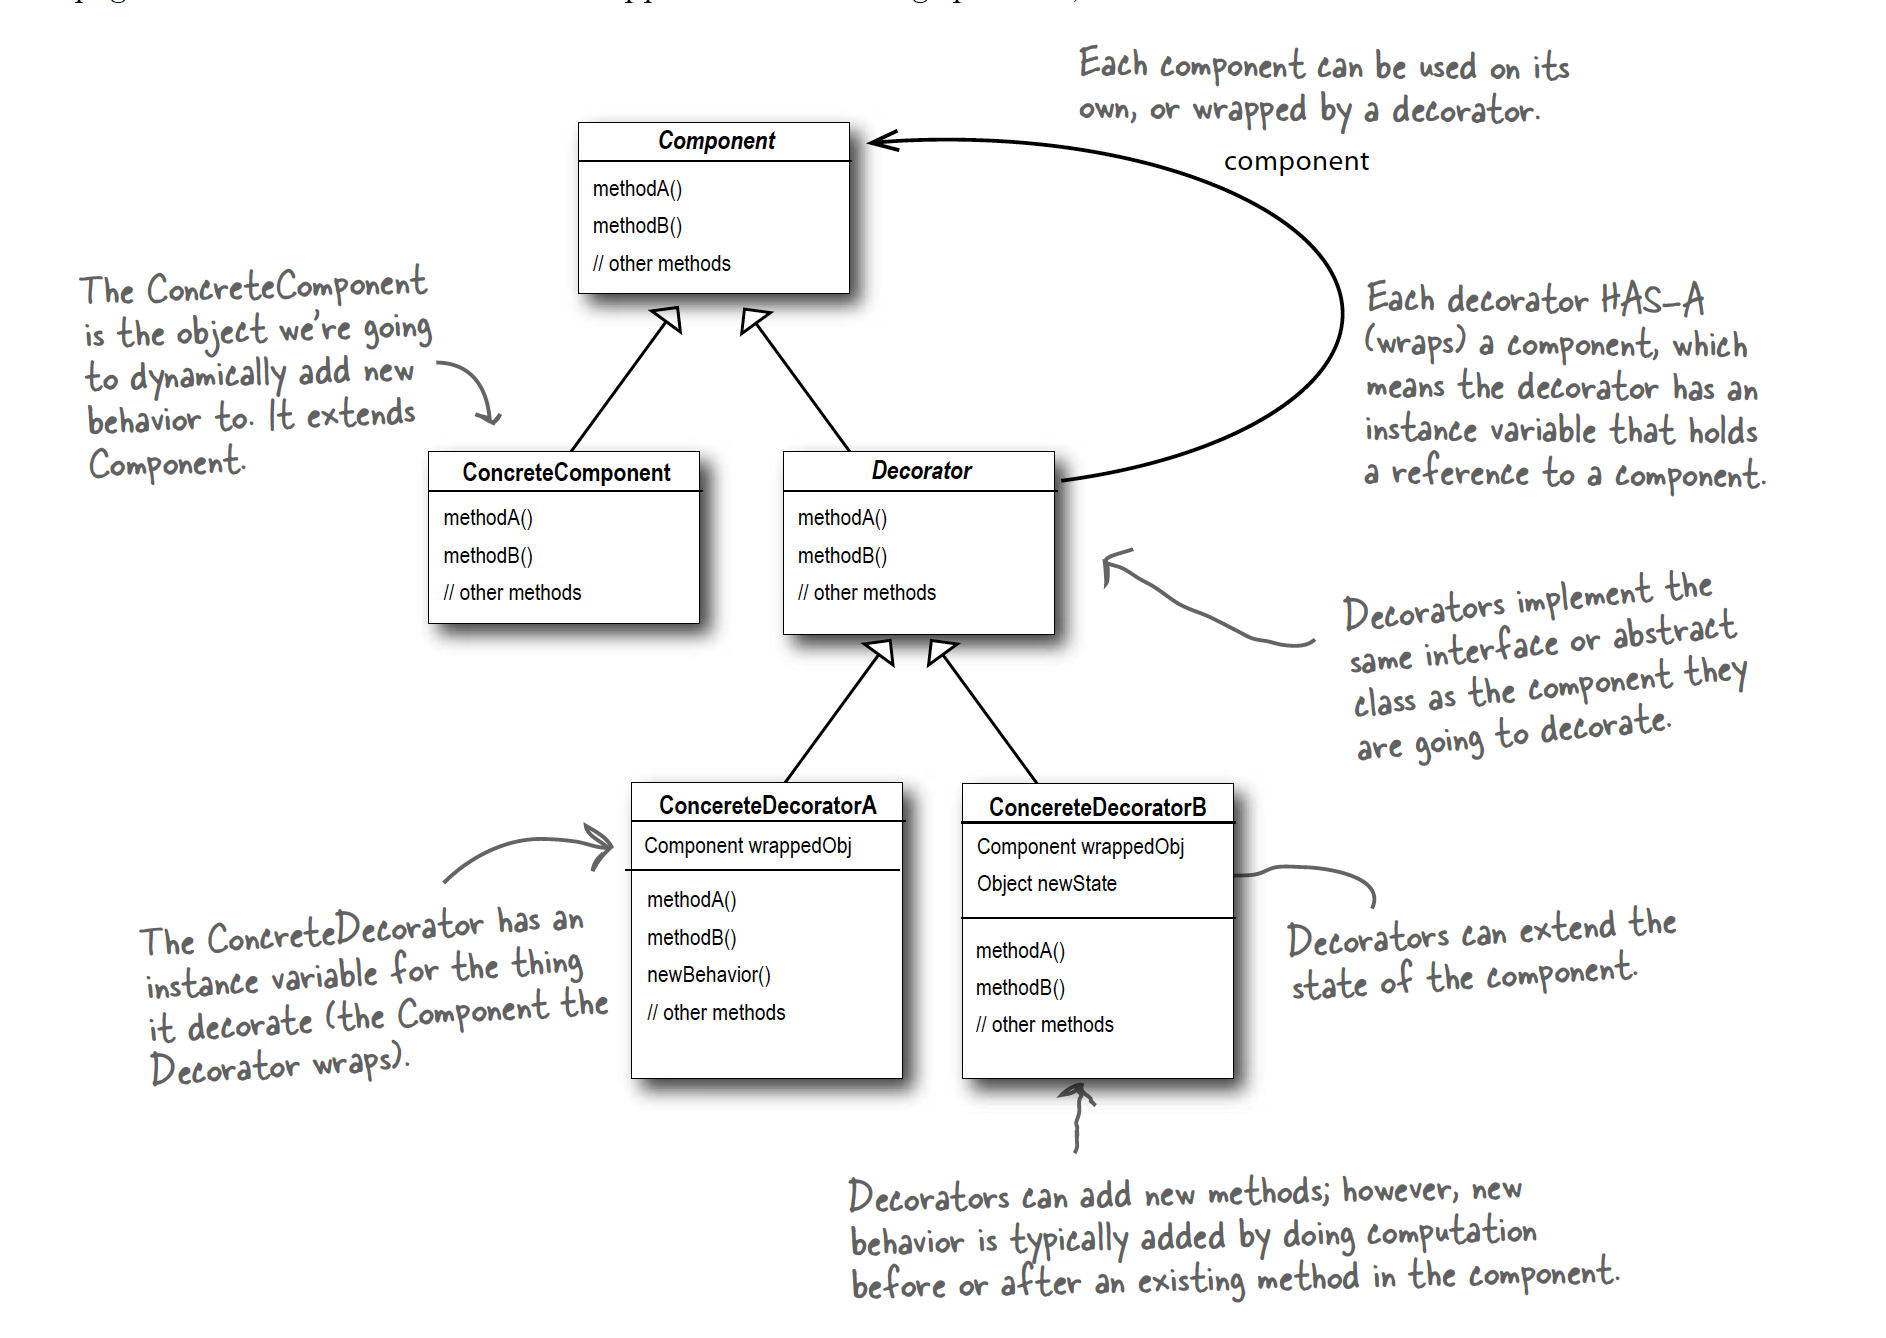 Each component can be used on its
own, or wrapped by a decorator.
component
Component
methodA()
methodB()
// other methods
The ConcreteComponent
is the object we're going
to dynamically add new
behavior to. It extends
Component.
Each decorator HAS-A
(wraps) a component, which
means the decorator has an
instance variable that holds
a reference to a component.
ConcreteComponent
methodA()
methodB()
// other methods
Decorator
methodA()
methodB()
// other methods
Decorators implement the
same interface or abstract
class as the component they
are going to decorate.
ConcereteDecoratorA
Component wrappedObj
methodA()
methodB()
newBehavior()
// other methods
ConcereteDecoratorB
Component wrappedObj
Object newState
methodA()
methodB()
// other methods
The ConcreteDecorator has an
instance variable for the thing
it decorate (the Component the
Decorator wraps).
Decorators can extend the
state of the component.
Decorators can add new methods; however, new
behavior is typically added by doing computation
before or after an existing method in the component.